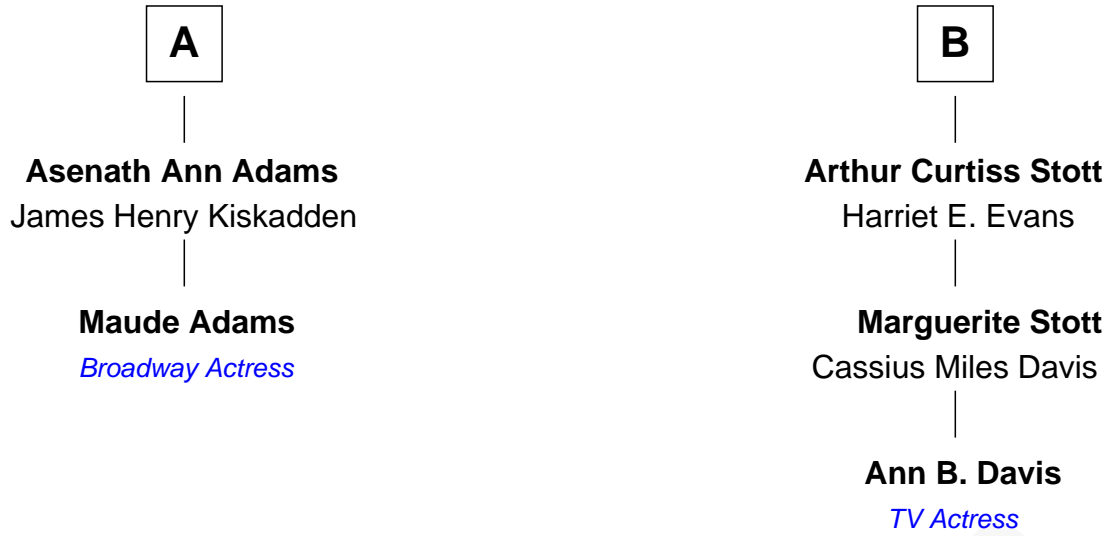 A
Asenath Ann Adams
James Henry Kiskadden
Maude Adams
Broadway Actress
B
Arthur Curtiss Stott
Harriet E. Evans
Marguerite Stott
Cassius Miles Davis
Ann B. Davis
TV Actress